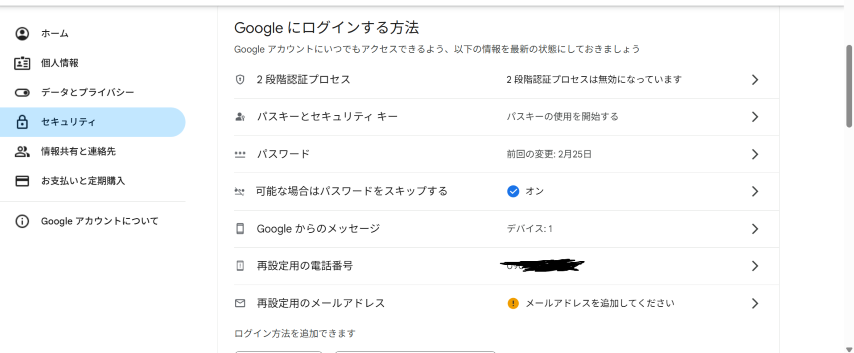 Google にログインする方法
ホーム
Google アカウントにいつでもアクセスできるよう、以下の情報を最新の状態にしておきましょう
個人情報
2 段階認証プロセス 2 段階認証プロセスは無効になっています
データとプライバシー
パスキーとセキュリティ キー パスキーの使用を開始する
セキュリティ
情報共有と連絡先
パスワード 前回の変更: 2月25日
お支払いと定期購入
可能な場合はパスワードをスキップする オン
Google アカウントについて
Google からのメッセージ デバイス: 1
再設定用の電話番号
再設定用のメールアドレス メールアドレスを追加してください
ログイン方法を追加できます